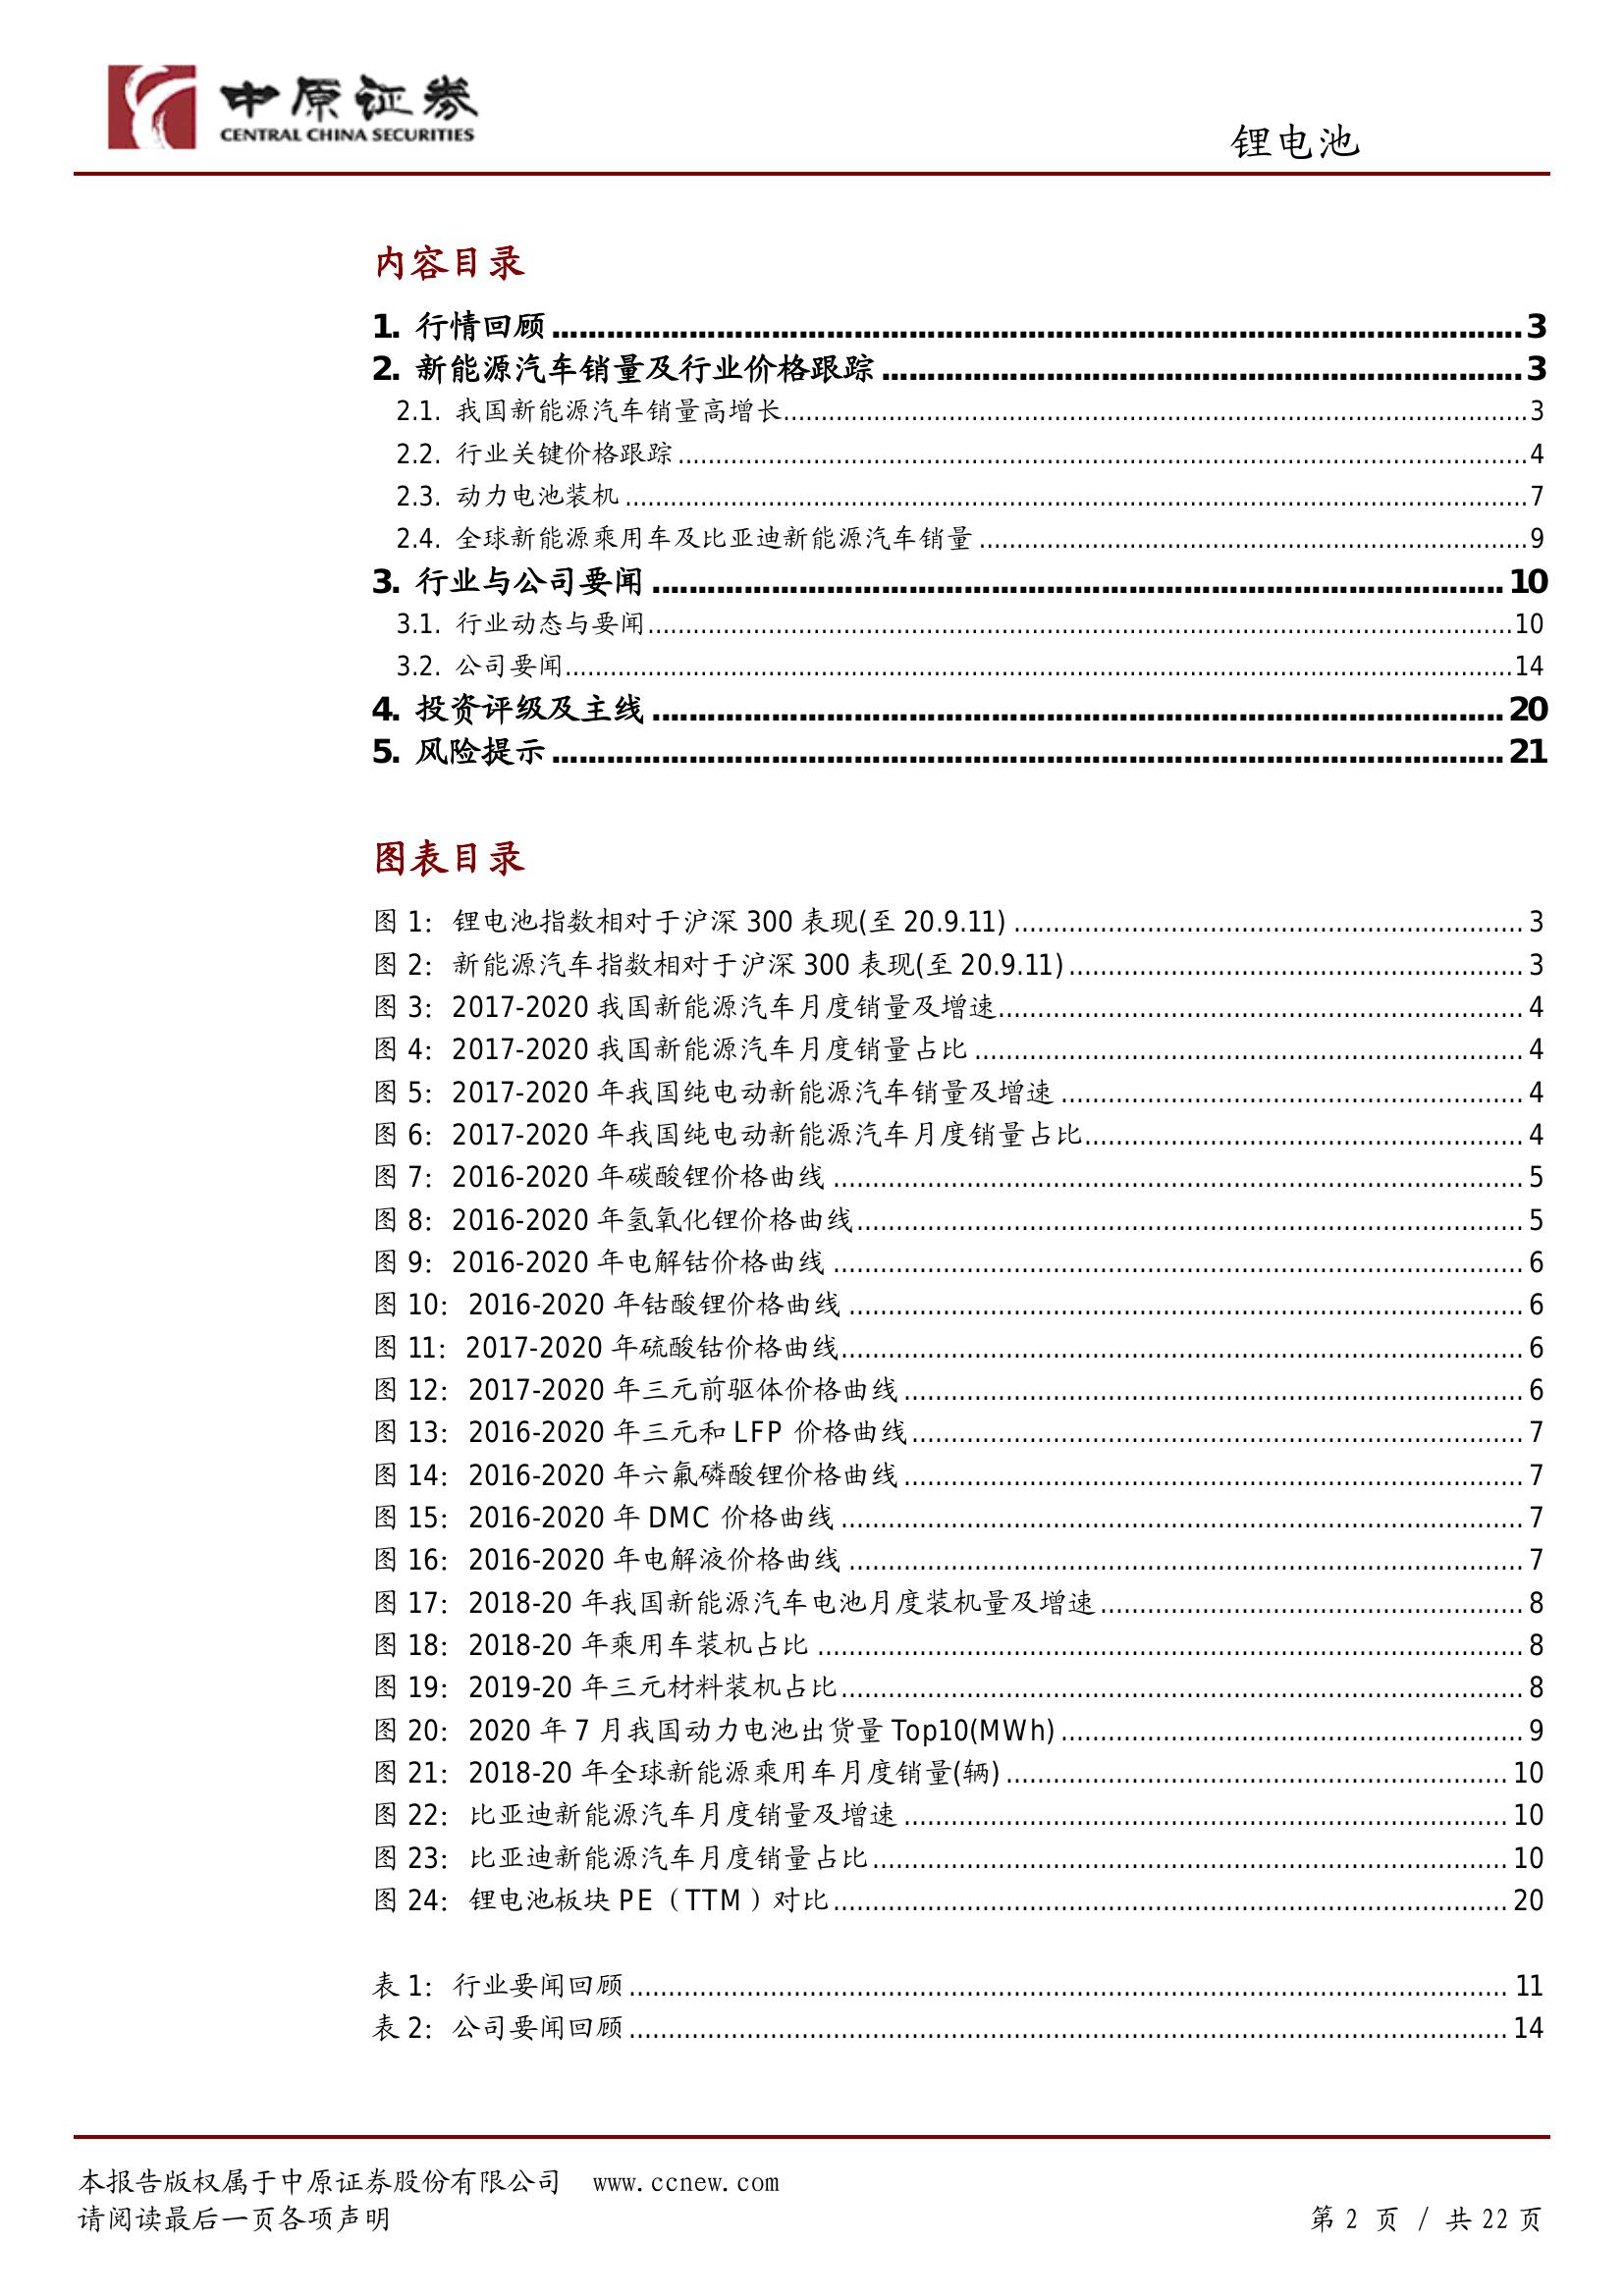 中原证券
CENTRAL CHINA SECURITIES
锂电池
内容目录
1. 行情回顾........................................................................................................ 3
2. 新能源汽车销量及行业价格跟踪........................................................................ 3
2.1. 我国新能源汽车销量高增长........................................................................ 3
2.2. 行业关键价格跟踪........................................................................ 4
2.3. 动力电池装机........................................................................ 7
2.4. 全球新能源乘用车及比亚迪新能源汽车销量........................................................................ 9
3. 行业与公司要闻........................................................................ 10
3.1. 行业动态与要闻........................................................................ 10
3.2. 公司要闻........................................................................ 14
4. 投资评级及主线........................................................................ 20
5. 风险提示........................................................................ 21
图表目录
图 1：锂电池指数相对于沪深 300 表现(至 20.9.11)........................................................ 3
图 2：新能源汽车指数相对于沪深 300 表现(至 20.9.11)........................................................ 3
图 3：2017-2020 我国新能源汽车月度销量及增速........................................................ 4
图 4：2017-2020 我国新能源汽车月度销量占比........................................................ 4
图 5：2017-2020 年我国纯电动新能源汽车销量及增速........................................................ 4
图 6：2017-2020 年我国纯电动新能源汽车月度销量占比........................................................ 4
图 7：2016-2020 年碳酸锂价格曲线........................................................ 5
图 8：2016-2020 年氢氧化锂价格曲线........................................................ 5
图 9：2016-2020 年电解钴价格曲线........................................................ 6
图 10：2016-2020 年钴酸锂价格曲线........................................................ 6
图 11：2017-2020 年硫酸钴价格曲线........................................................ 6
图 12：2017-2020 年三元前驱体价格曲线........................................................ 6
图 13：2016-2020 年三元和 LFP 价格曲线........................................................ 7
图 14：2016-2020 年六氟磷酸锂价格曲线........................................................ 7
图 15：2016-2020 年 DMC 价格曲线........................................................ 7
图 16：2016-2020 年电解液价格曲线........................................................ 7
图 17：2018-20 年我国新能源汽车电池月度装机量及增速........................................................ 8
图 18：2018-20 年乘用车装机占比........................................................ 8
图 19：2019-20 年三元材料装机占比........................................................ 8
图 20：2020 年 7 月我国动力电池出货量 Top10(MWh)........................................................ 9
图 21：2018-20 年全球新能源乘用车月度销量(辆)........................................................ 10
图 22：比亚迪新能源汽车月度销量及增速........................................................ 10
图 23：比亚迪新能源汽车月度销量占比........................................................ 10
图 24：锂电池板块 PE（TTM）对比........................................................ 20
表 1：行业要闻回顾........................................................ 11
表 2：公司要闻回顾........................................................ 14
本报告版权属于中原证券股份有限公司 www.ccnew.com
请阅读最后一页各项声明 第 2 页 / 共 22 页